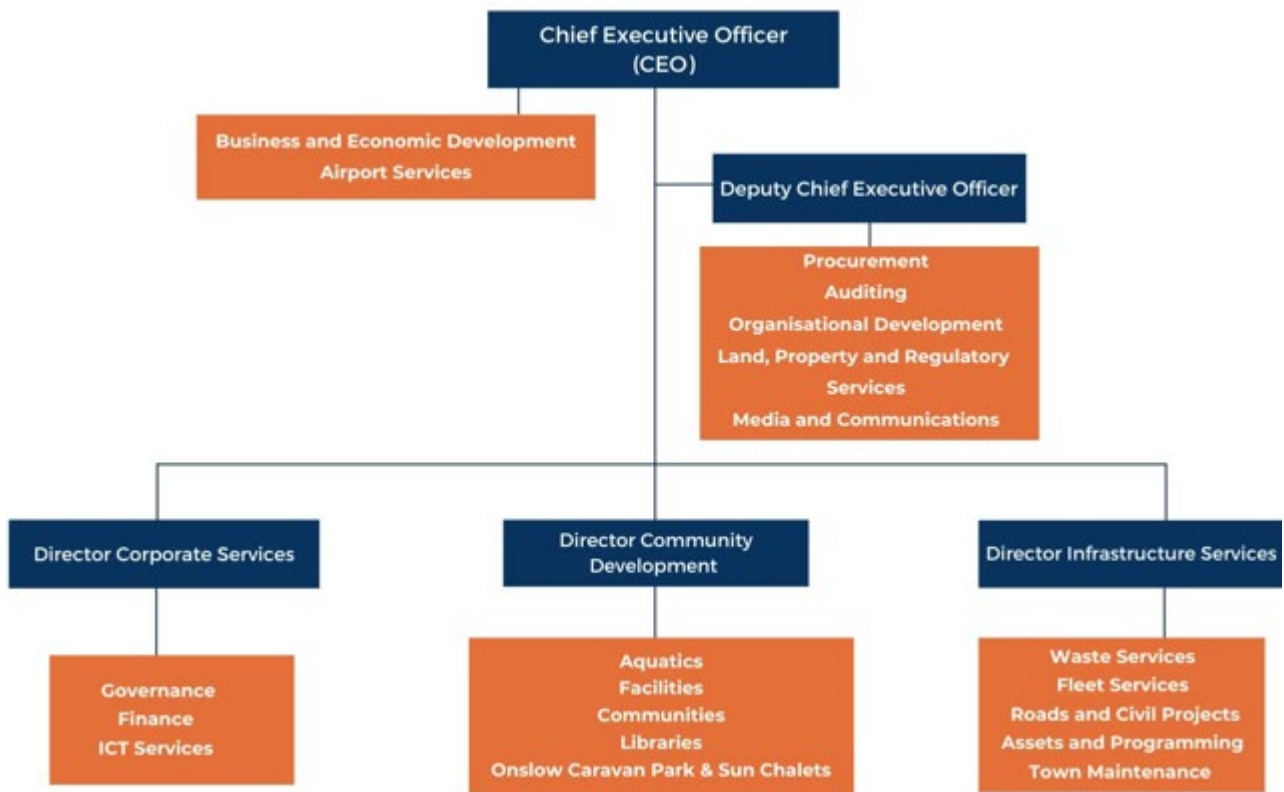 Chief Executive Officer
(CEO)
Business and Economic Development
Airport Services
Deputy Chief Executive Officer
Procurement
Auditing
Organisational Development
Land, Property and Regulatory
Services
Media and Communications
Director Corporate Services
Director Community
Development
Director Infrastructure Services
Governance
Finance
ICT Services
Aquatics
Facilities
Communities
Libraries
Onslow Caravan Park & Sun Chalets
Waste Services
Fleet Services
Roads and Civil Projects
Assets and Programming
Town Maintenance